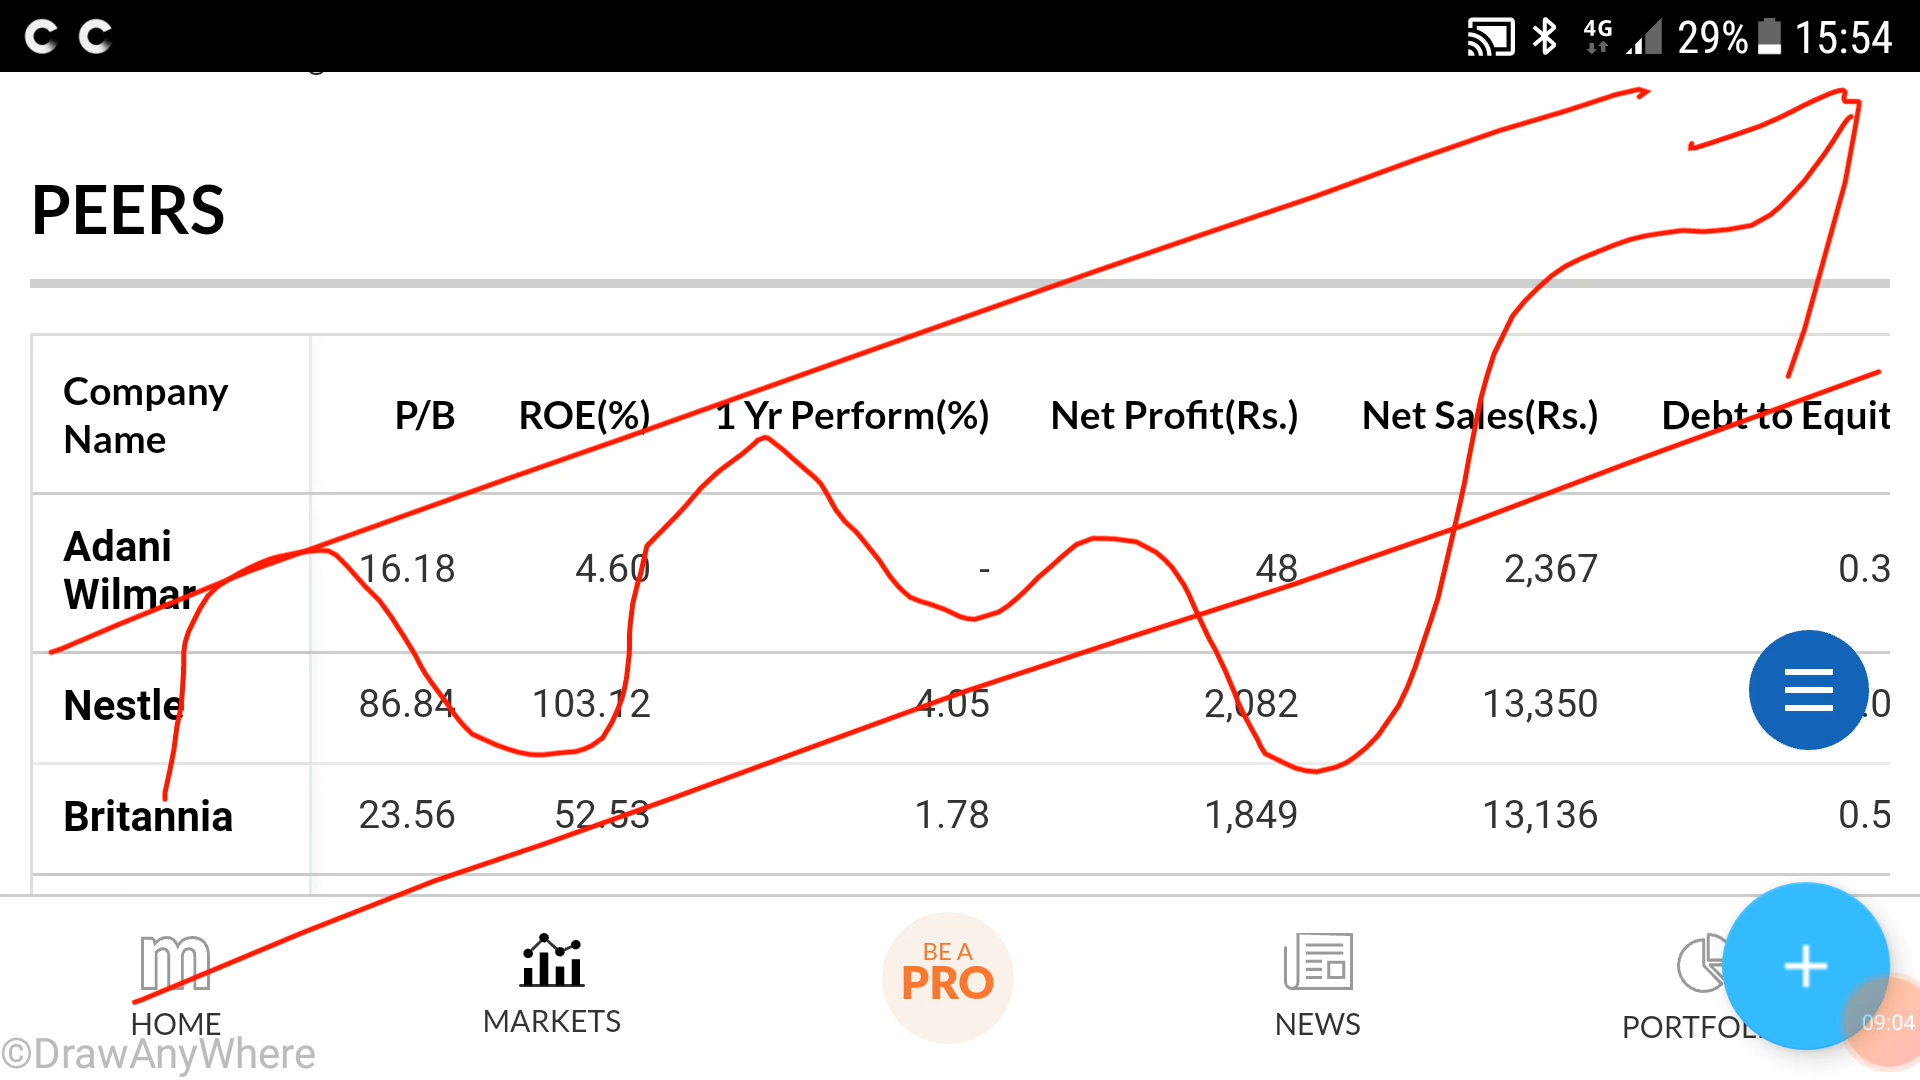 4G 29% 15:54
PEERS
Company Name P/B ROE(%) 1 Yr Perform(%) Net Profit(Rs.) Net Sales(Rs.) Debt to Equit
Adani Wilmar 16.18 4.60 - 48 2,367 0.3
Nestle 86.84 103.12 4.05 2,082 13,350 .0
Britannia 23.56 52.53 1.78 1,849 13,136 0.5
BE A
PRO
HOME MARKETS NEWS PORTFOL
09:04
©DrawAnyWhere